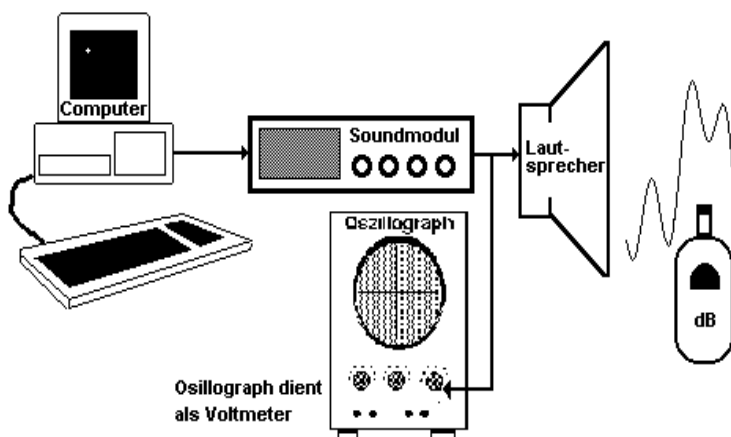 Computer
Soundmodul
Laut-
sprecher
Oszillograph
dB
Osillograph dient
als Voltmeter